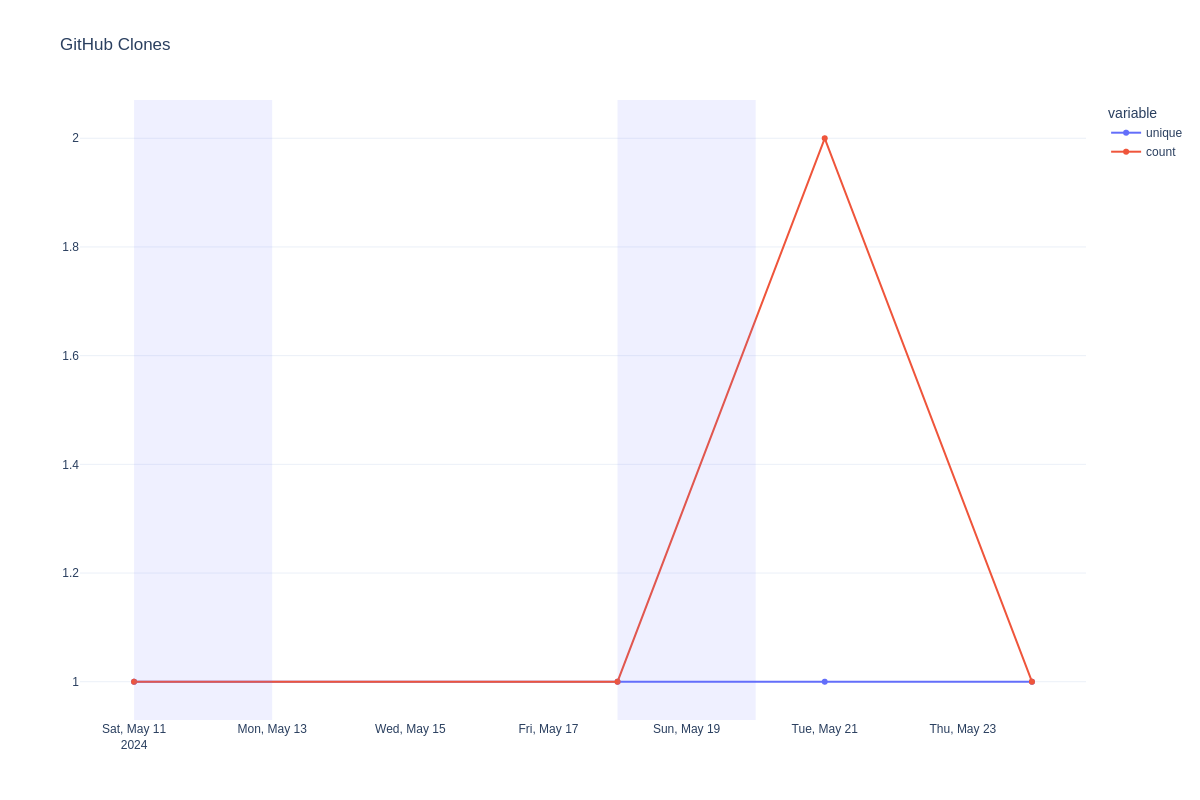 GitHub Clones
variable
unique
count
2
1.8
1.6
1.4
1.2
1
Sat, May 11
2024
Mon, May 13
Wed, May 15
Fri, May 17
Sun, May 19
Tue, May 21
Thu, May 23